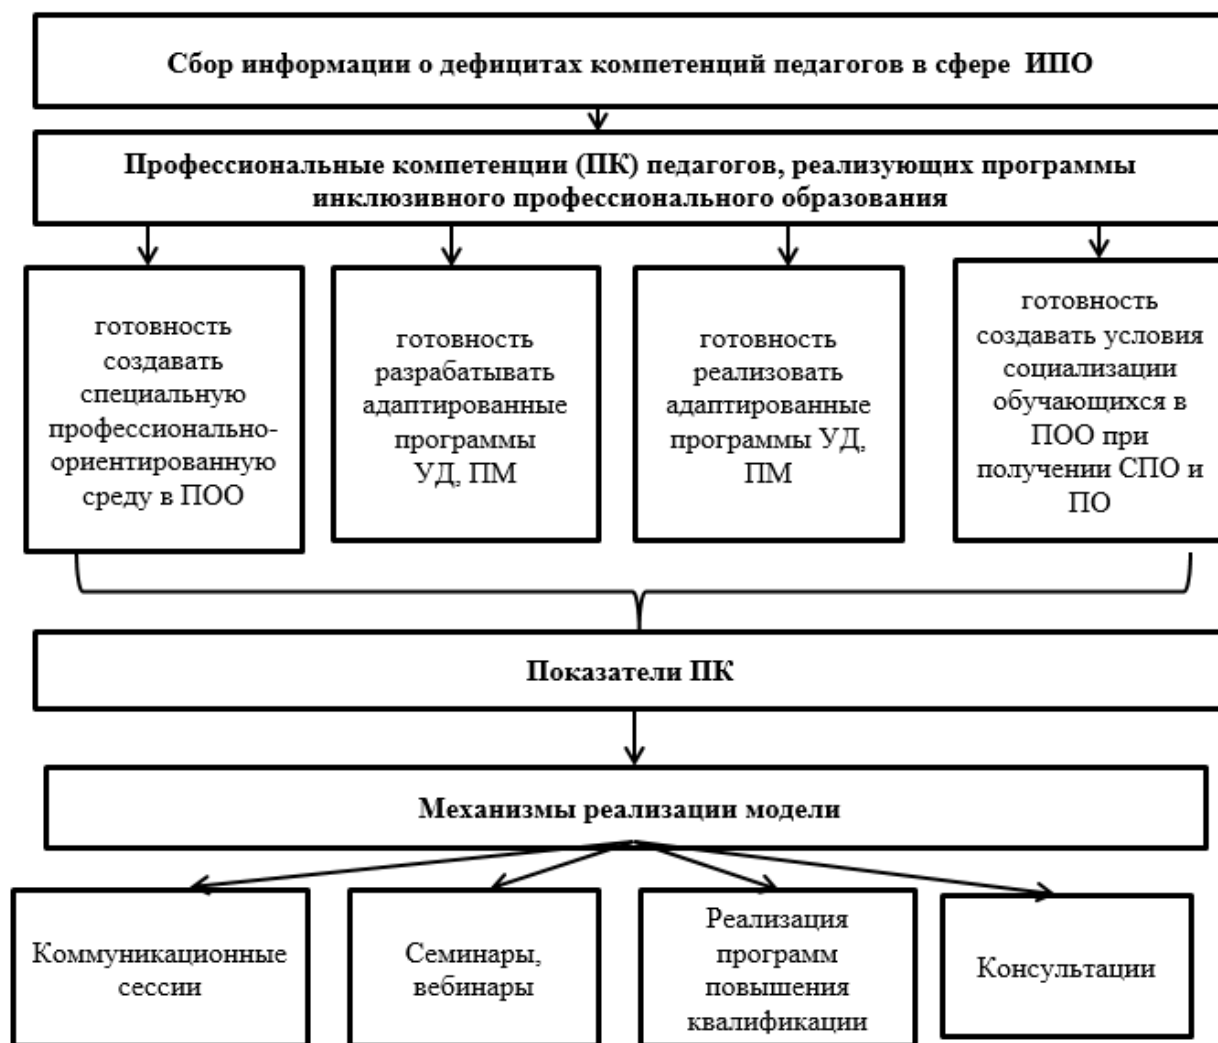 Сбор информации о дефицитах компетенций педагогов в сфере ИПО
Профессиональные компетенции (ПК) педагогов, реализующих программы
инклюзивного профессионального образования
готовность
создавать
специальную
профессионально-
ориентированную
среду в ПОО
готовность
разрабатывать
адаптированные
программы
УД, ПМ
готовность
реализовать
адаптированные
программы УД,
ПМ
готовность
создавать условия
социализации
обучающихся в
ПОО при
получении СПО и
ПО
Показатели ПК
Механизмы реализации модели
Коммуникационные
сессии
Семинары,
вебинары
Реализация
программ
повышения
квалификации
Консультации